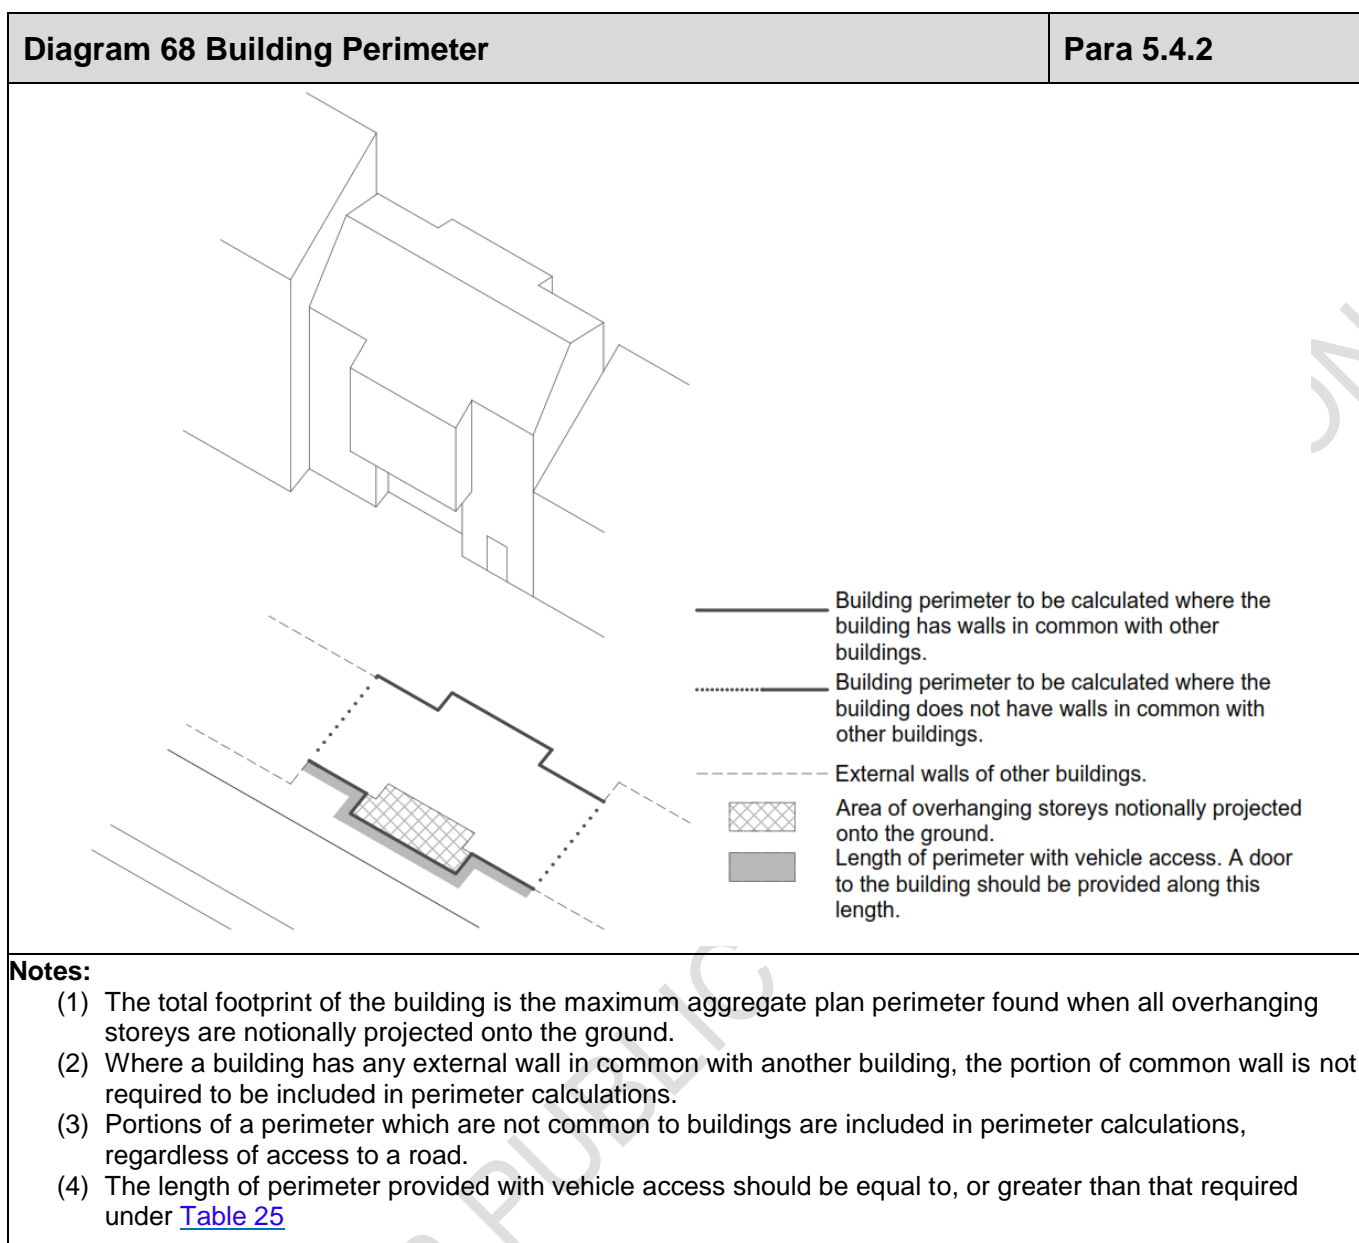 Diagram 68 Building Perimeter
Para 5.4.2
Building perimeter to be calculated where the
building has walls in common with other
buildings.
Building perimeter to be calculated where the
building does not have walls in common with
other buildings.
External walls of other buildings.
Area of overhanging storeys notionally projected
onto the ground.
Length of perimeter with vehicle access. A door
to the building should be provided along this
length.
Notes:
(1) The total footprint of the building is the maximum aggregate plan perimeter found when all overhanging
storeys are notionally projected onto the ground.
(2) Where a building has any external wall in common with another building, the portion of common wall is not
required to be included in perimeter calculations.
(3) Portions of a perimeter which are not common to buildings are included in perimeter calculations,
regardless of access to a road.
(4) The length of perimeter provided with vehicle access should be equal to, or greater than that required
under Table 25
PUBLIC